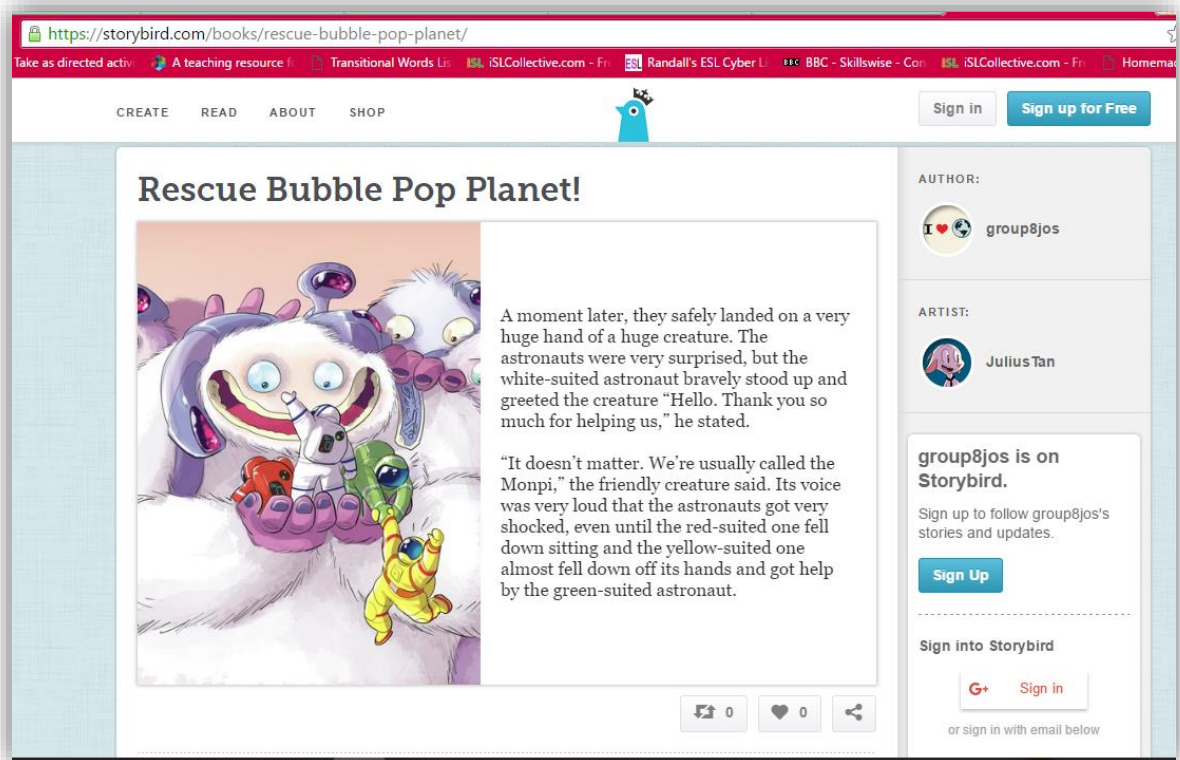 https://storybird.com/books/rescue-bubble-pop-planet/
Take as directed activi A teaching resource f Transitional Words Lis iSLCollective.com - Fr ESL Randall's ESL Cyber Li BBC BBC - Skillswise - Con iSLCollective.com - Fr Homemac
CREATE READ ABOUT SHOP Sign in Sign up for Free
Rescue Bubble Pop Planet!
A moment later, they safely landed on a very
huge hand of a huge creature. The
astronauts were very surprised, but the
white-suited astronaut bravely stood up and
greeted the creature “Hello. Thank you so
much for helping us,” he stated.
“It doesn’t matter. We’re usually called the
Monpi,” the friendly creature said. Its voice
was very loud that the astronauts got very
shocked, even until the red-suited one fell
down sitting and the yellow-suited one
almost fell down off its hands and got help
by the green-suited astronaut.
0 0
AUTHOR:
I ♥
group8jos
ARTIST:
JuliusTan
group8jos is on
Storybird.
Sign up to follow group8jos's
stories and updates.
Sign Up
Sign into Storybird
G+ Sign in
or sign in with email below